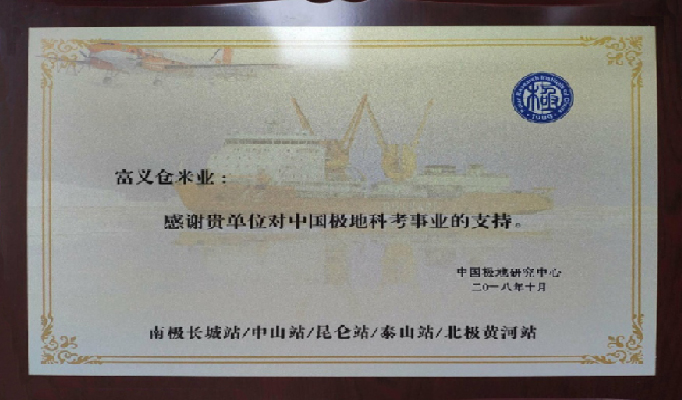 极
1989
富义仓米业：
感谢贵单位对中国极地科考事业的支持。
中国极地研究中心
二〇一八年十月
南极长城站/中山站/昆仑站/泰山站/北极黄河站